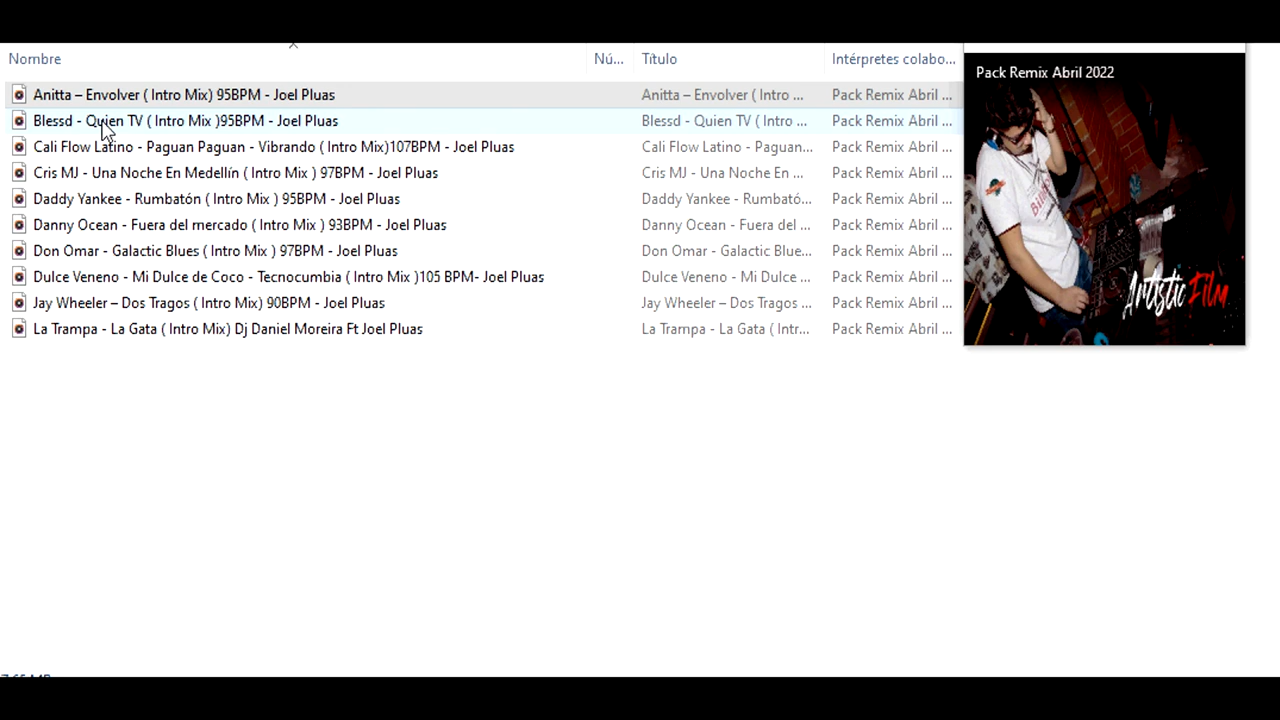 Nombre Nú... Título Intérpretes colabo...
Anitta – Envolver ( Intro Mix) 95BPM - Joel Pluas Anitta – Envolver ( Intro ... Pack Remix Abril ...
Blessd - Quien TV ( Intro Mix )95BPM - Joel Pluas Blessd - Quien TV ( Intro ... Pack Remix Abril ...
Cali Flow Latino - Paguan Paguan - Vibrando ( Intro Mix)107BPM - Joel Pluas Cali Flow Latino - Paguan... Pack Remix Abril ...
Cris MJ - Una Noche En Medellín ( Intro Mix ) 97BPM - Joel Pluas Cris MJ - Una Noche En ... Pack Remix Abril ...
Daddy Yankee - Rumbatón ( Intro Mix ) 95BPM - Joel Pluas Daddy Yankee - Rumbató... Pack Remix Abril ...
Danny Ocean - Fuera del mercado ( Intro Mix ) 93BPM - Joel Pluas Danny Ocean - Fuera del ... Pack Remix Abril ...
Don Omar - Galactic Blues ( Intro Mix ) 97BPM - Joel Pluas Don Omar - Galactic Blue... Pack Remix Abril ...
Dulce Veneno - Mi Dulce de Coco - Tecnocumbia ( Intro Mix )105 BPM- Joel Pluas Dulce Veneno - Mi Dulce ... Pack Remix Abril ...
Jay Wheeler – Dos Tragos ( Intro Mix) 90BPM - Joel Pluas Jay Wheeler – Dos Tragos ... Pack Remix Abril ...
La Trampa - La Gata ( Intro Mix) Dj Daniel Moreira Ft Joel Pluas La Trampa - La Gata ( Intr... Pack Remix Abril ...
Pack Remix Abril 2022
Artistic Film